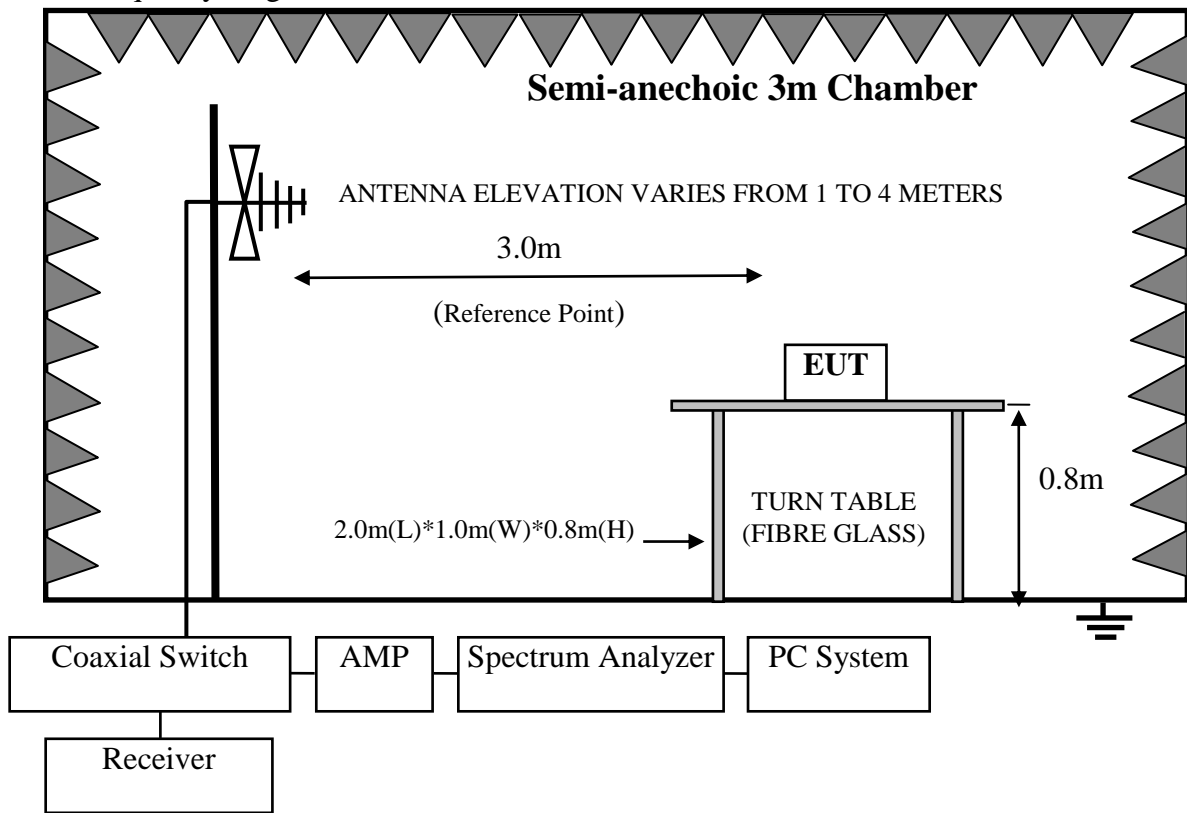 Semi-anechoic 3m Chamber
ANTENNA ELEVATION VARIES FROM 1 TO 4 METERS
3.0m
(Reference Point)
EUT
0.8m
TURN TABLE
(FIBRE GLASS)
2.0m(L)*1.0m(W)*0.8m(H)
Coaxial Switch
AMP
Spectrum Analyzer
PC System
Receiver